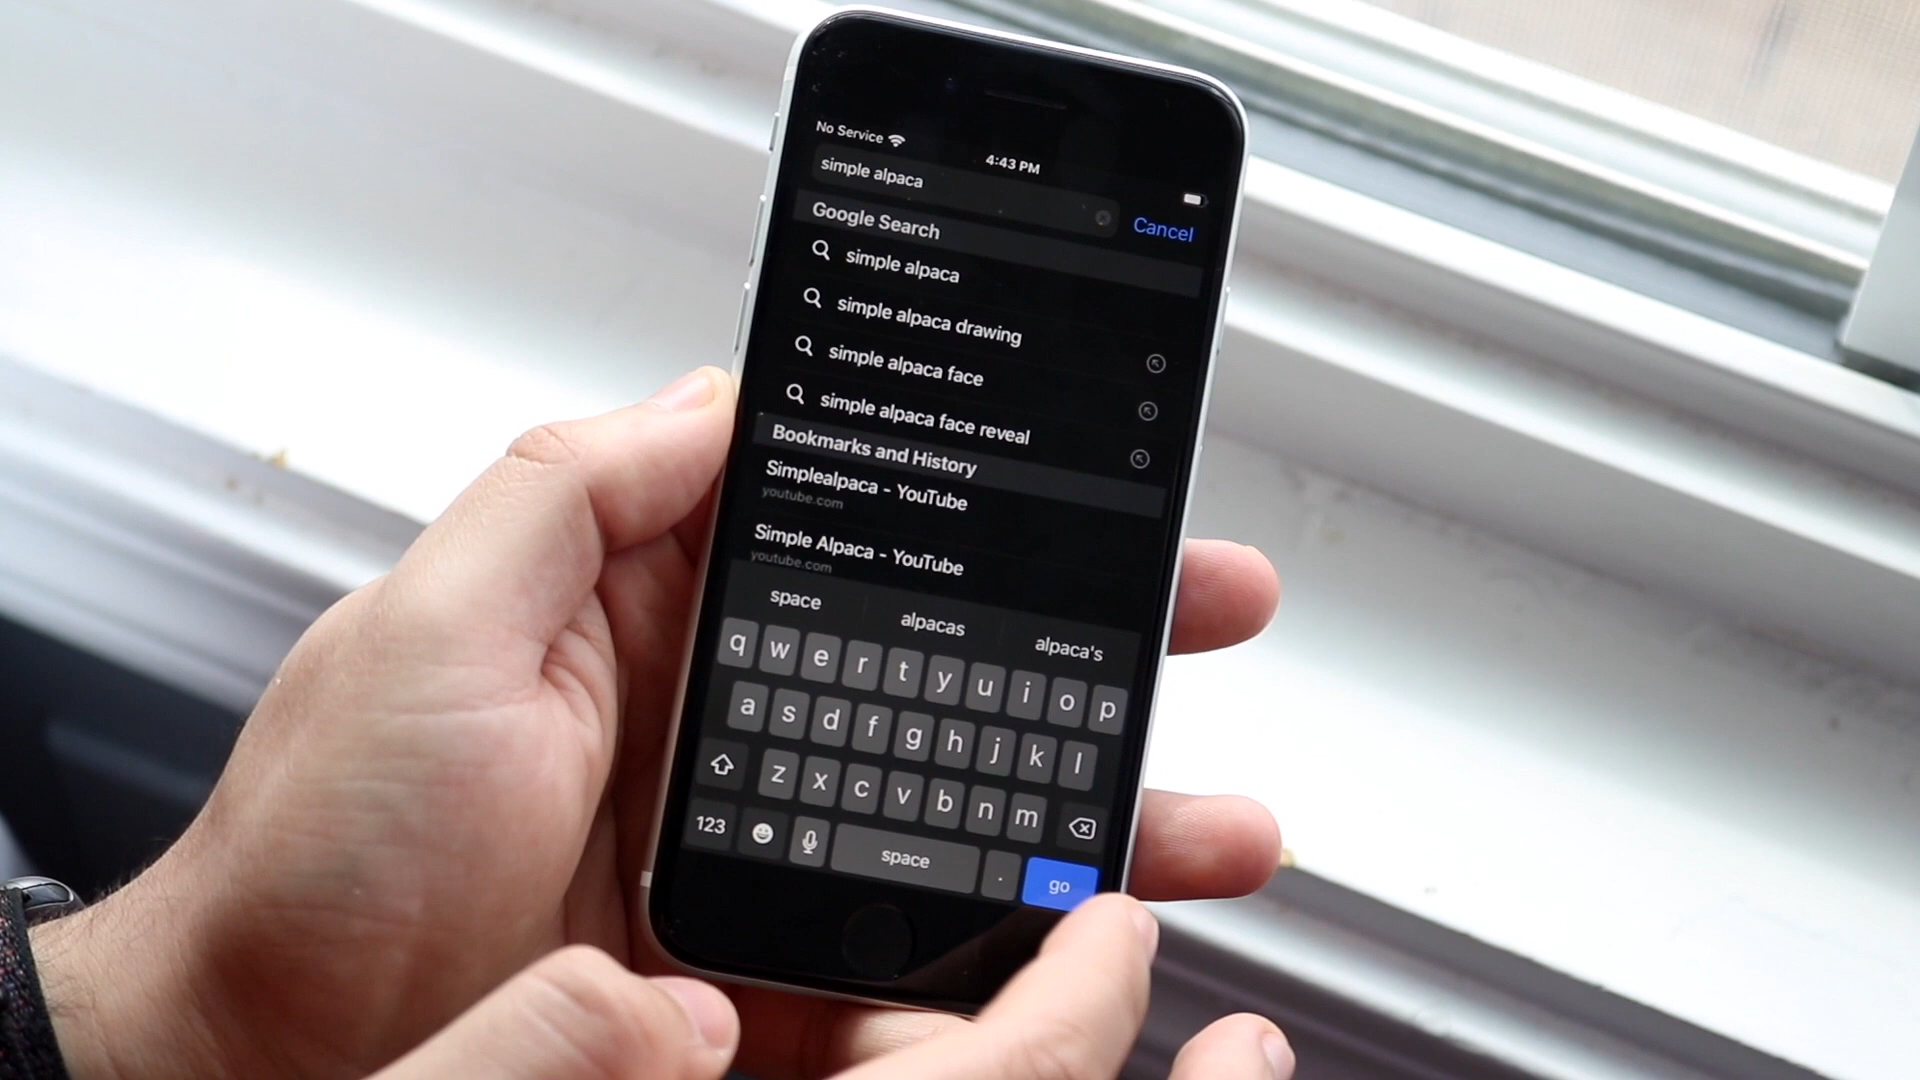 No Service
4:43 PM
simple alpaca
Cancel
Google Search
simple alpaca
simple alpaca drawing
simple alpaca face
simple alpaca face reveal
Bookmarks and History
Simplealpaca - YouTube
youtube.com
Simple Alpaca - YouTube
youtube.com
space alpacas alpaca's
q w e r t y u i o p
a s d f g h j k l
z x c v b n m
123 space . go